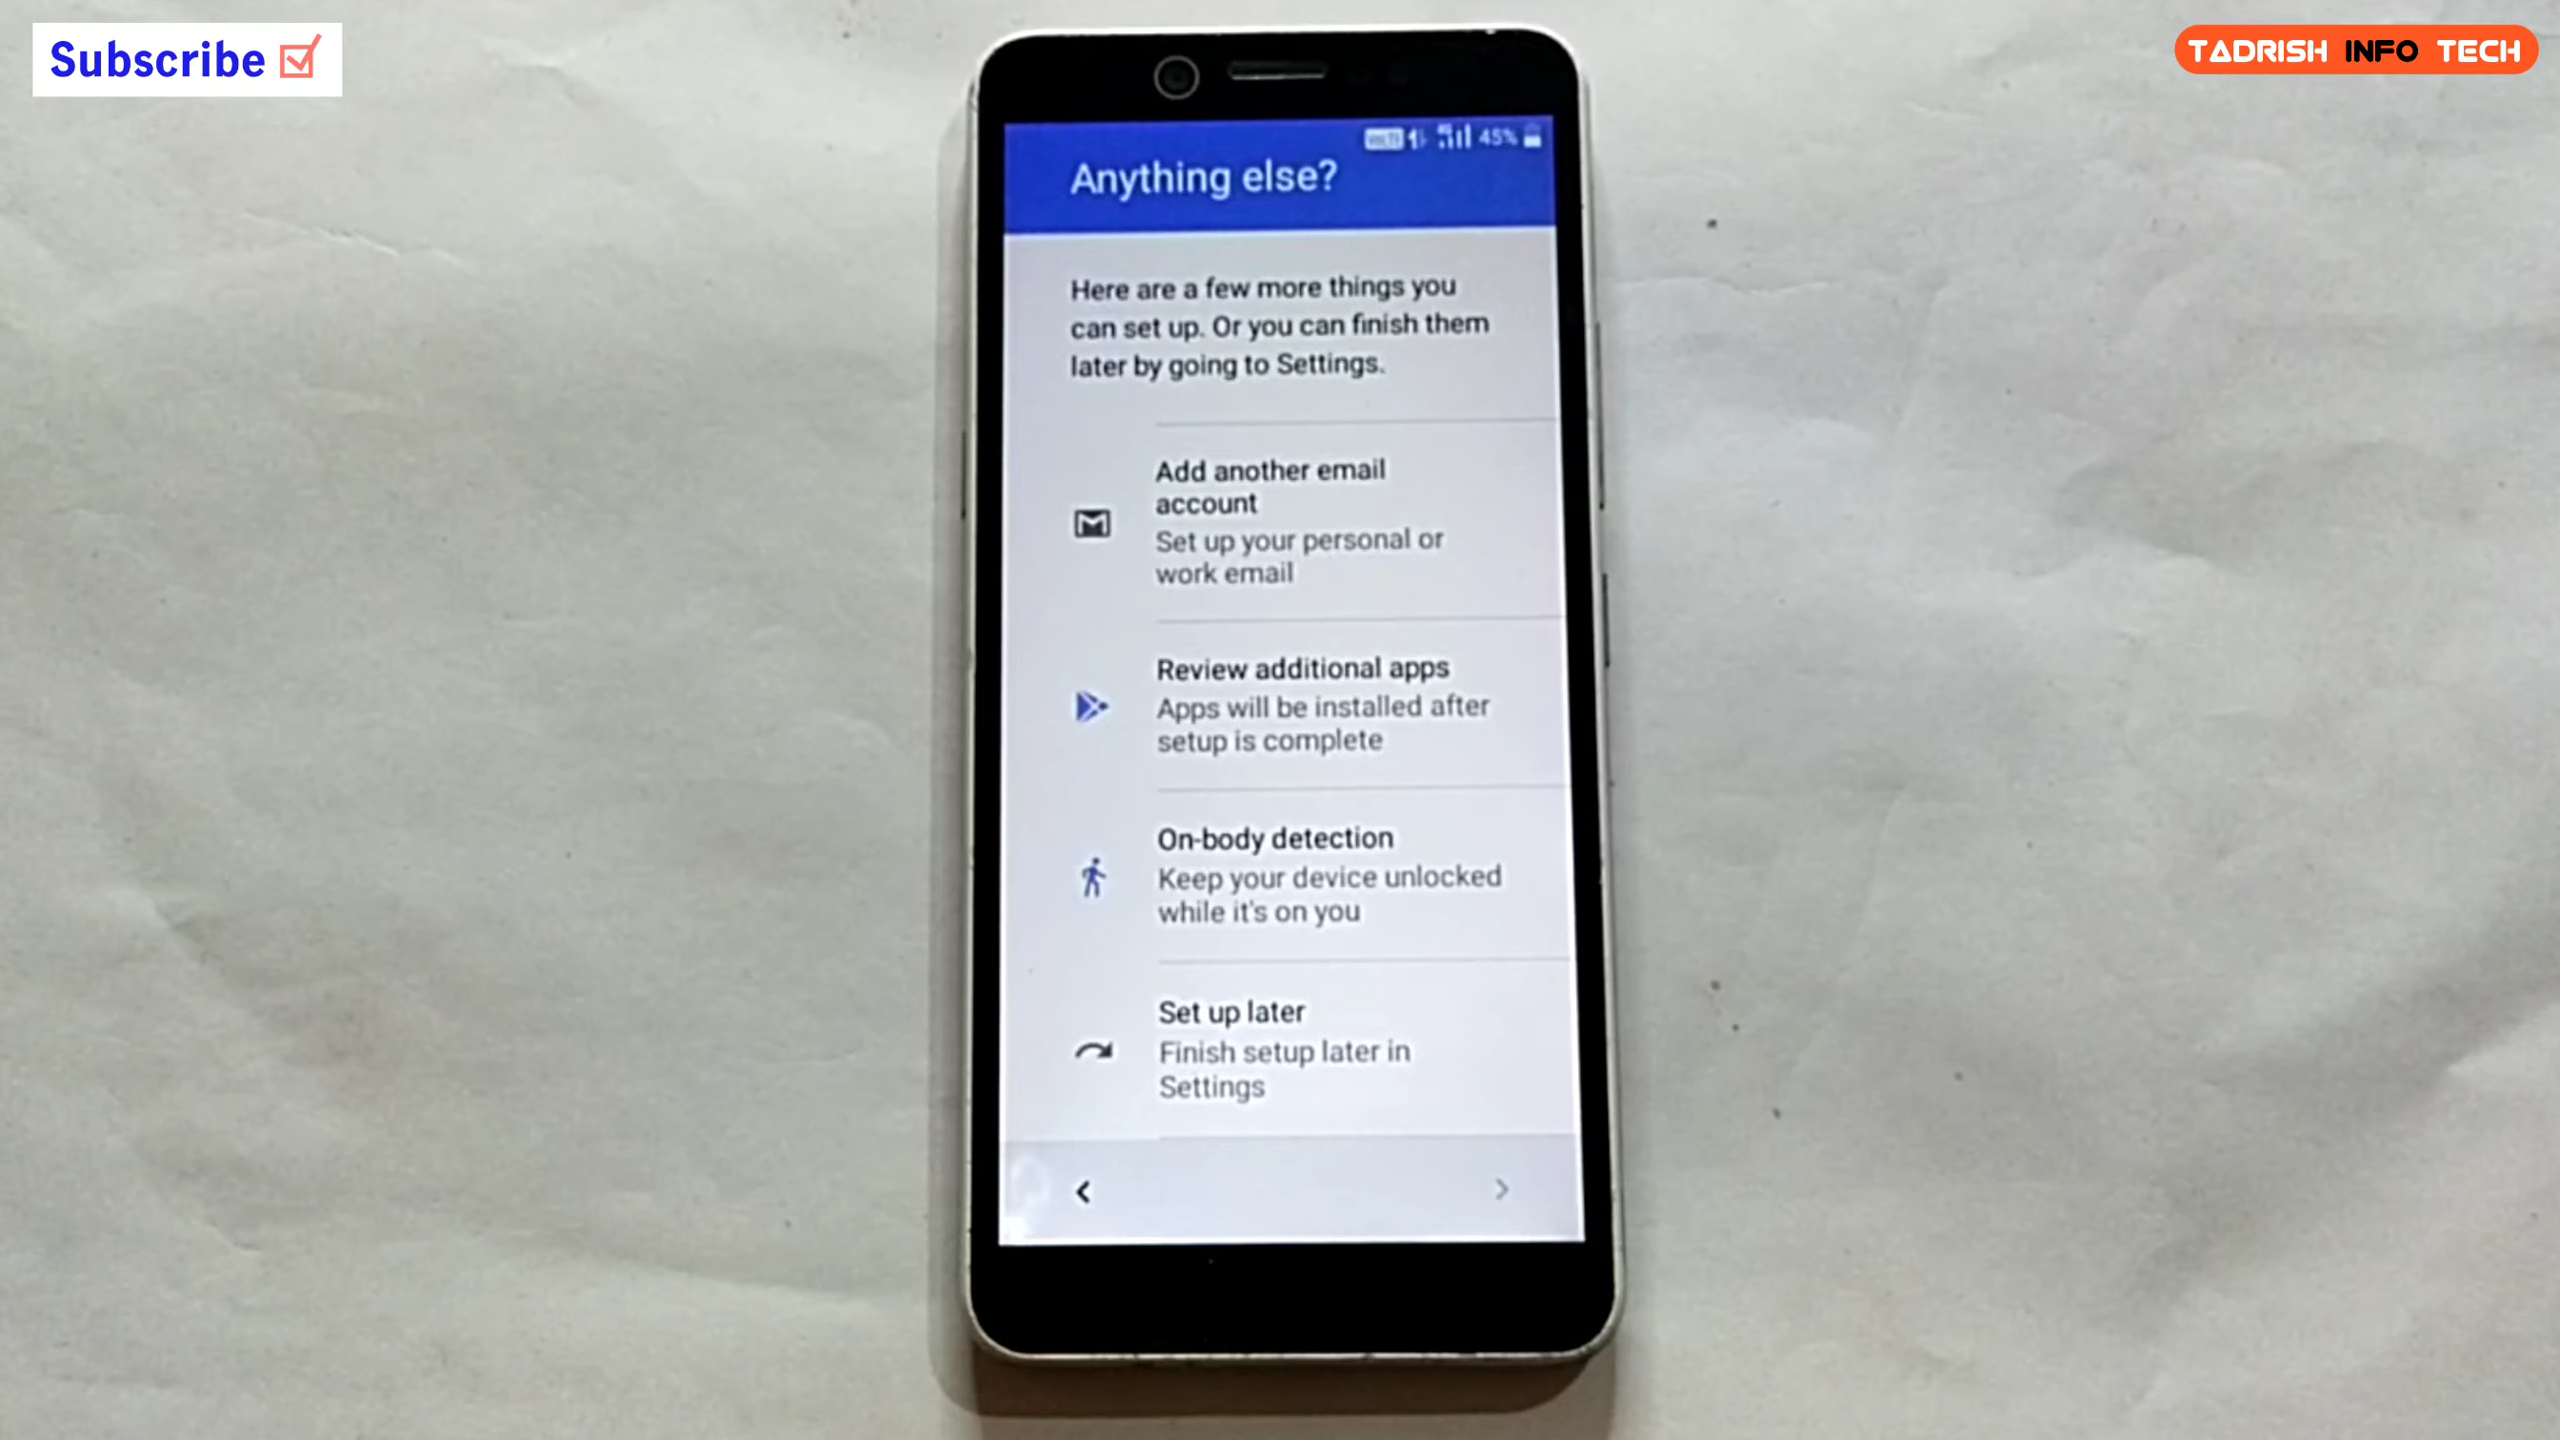 Subscribe
TADRISH INFO TECH
45%
Anything else?
Here are a few more things you
can set up. Or you can finish them
later by going to Settings.
Add another email
account
Set up your personal or
work email
Review additional apps
Apps will be installed after
setup is complete
On-body detection
Keep your device unlocked
while it's on you
Set up later
Finish setup later in
Settings